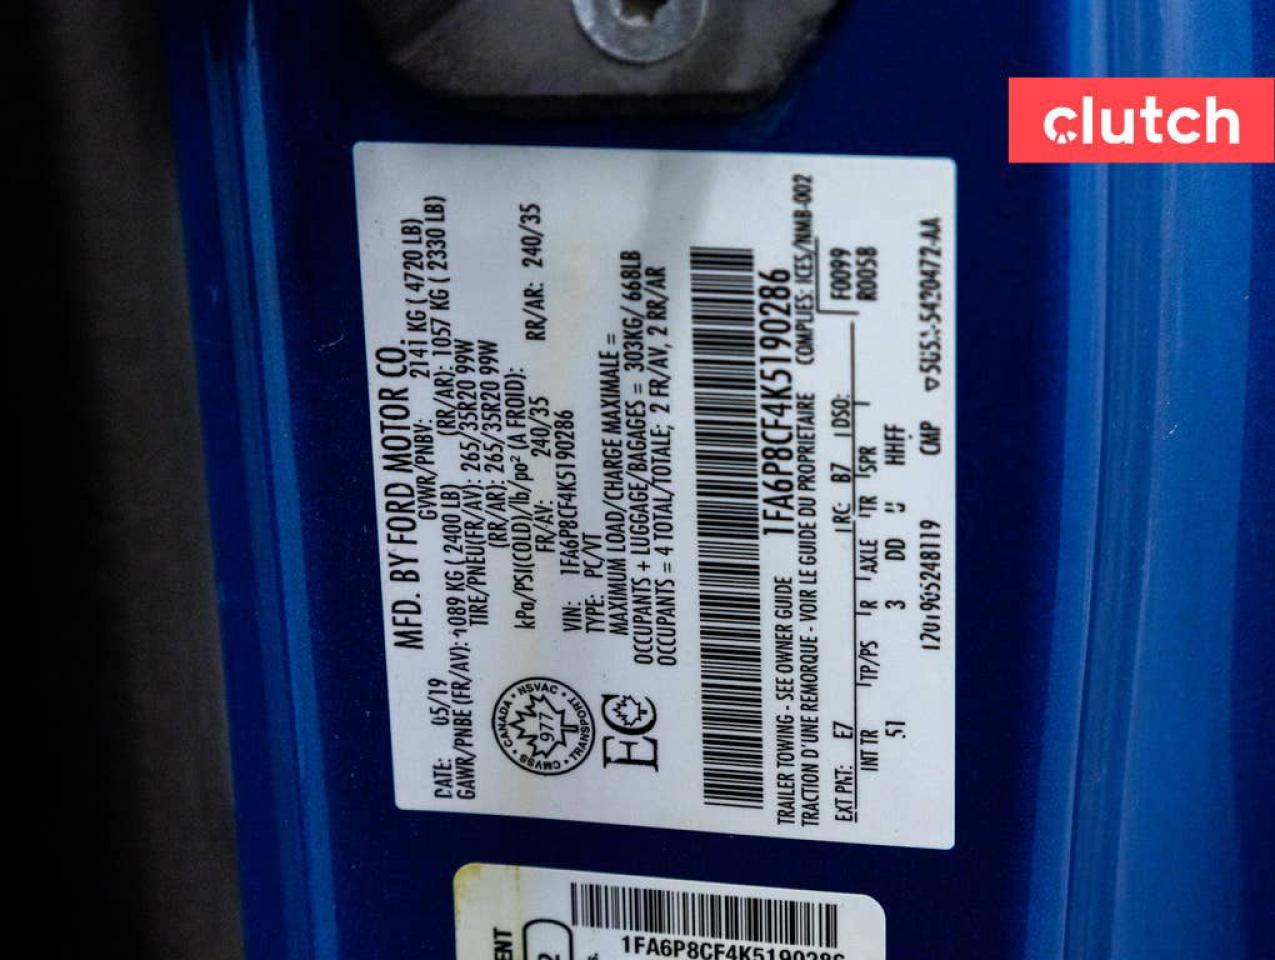 clutch
MFD. BY FORD MOTOR CO.
DATE: 05/19 GVWR/PNBV: 2141 KG ( 4720 LB)
GAWR/PNBE (FR/AV): 1089 KG ( 2400 LB) (RR/AR): 1057 KG ( 2330 LB)
TIRE/PNEU(FR/AV): 265/35R20 99W
(RR/AR): 265/35R20 99W
kPa/PSI(COLD)/lb/po² (A FROID):
FR/AV: 240/35 RR/AR: 240/35
VIN: 1FA6P8CF4K5190286
TYPE: PC/VT
MAXIMUM LOAD/CHARGE MAXIMALE =
OCCUPANTS + LUGGAGE/BAGAGES = 303KG/ 668LB
OCCUPANTS = 4 TOTAL/TOTALE; 2 FR/AV, 2 RR/AR
CANADA • NSVAC • TRANSPORT • CMVSS
977
EC
1FA6P8CF4K5190286
TRAILER TOWING - SEE OWNER GUIDE
TRACTION D'UNE REMORQUE - VOIR LE GUIDE DU PROPRIETAIRE COMPLIES: ICES/NMB-002
EXT PNT: E7 RC: B7 DSO: F0099
INT TR TP/PS R AXLE TR SPR R0058
51 3 DD U HHFF
1201905248119 CMP
ENT
1FA6P8CF4K5190286